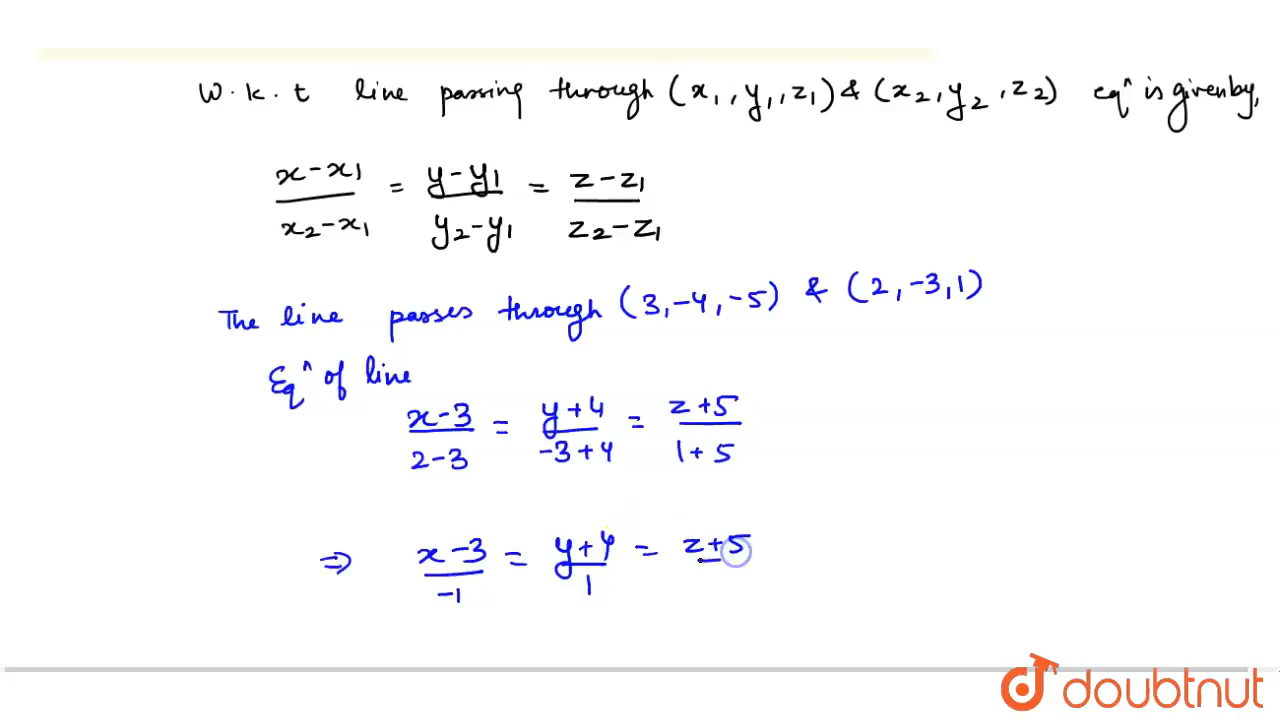 W.k.t line passing through (x₁, y₁, z₁) & (x₂, y₂, z₂) eqⁿ is given by,
x-x₁/x₂-x₁ = y-y₁/y₂-y₁ = z-z₁/z₂-z₁
The line passes through (3,-4,-5) & (2,-3,1)
Eqⁿ of line
x-3/2-3 = y+4/-3+4 = z+5/1+5
⇒ x-3/-1 = y+4/1 = z+5
doubtnut